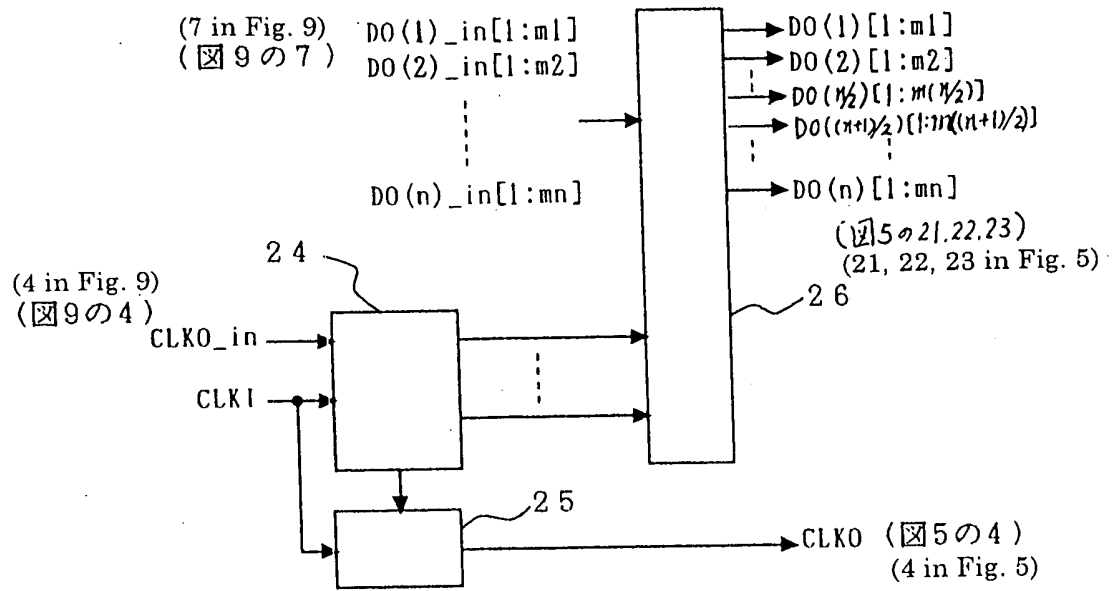 (7 in Fig. 9)
(図9の7)
DO(1)_in[1:m1]
DO(2)_in[1:m2]
DO(n)_in[1:mn]
DO(1)[1:m1]
DO(2)[1:m2]
DO(n/2)[1:m(n/2)]
DO((n+1)/2)[1:m((n+1)/2)]
DO(n)[1:mn]
(図5の21,22,23)
(21, 22, 23 in Fig. 5)
24
26
(4 in Fig. 9)
(図9の4)
CLKO_in
CLKI
25
CLKO (図5の4)
(4 in Fig. 5)